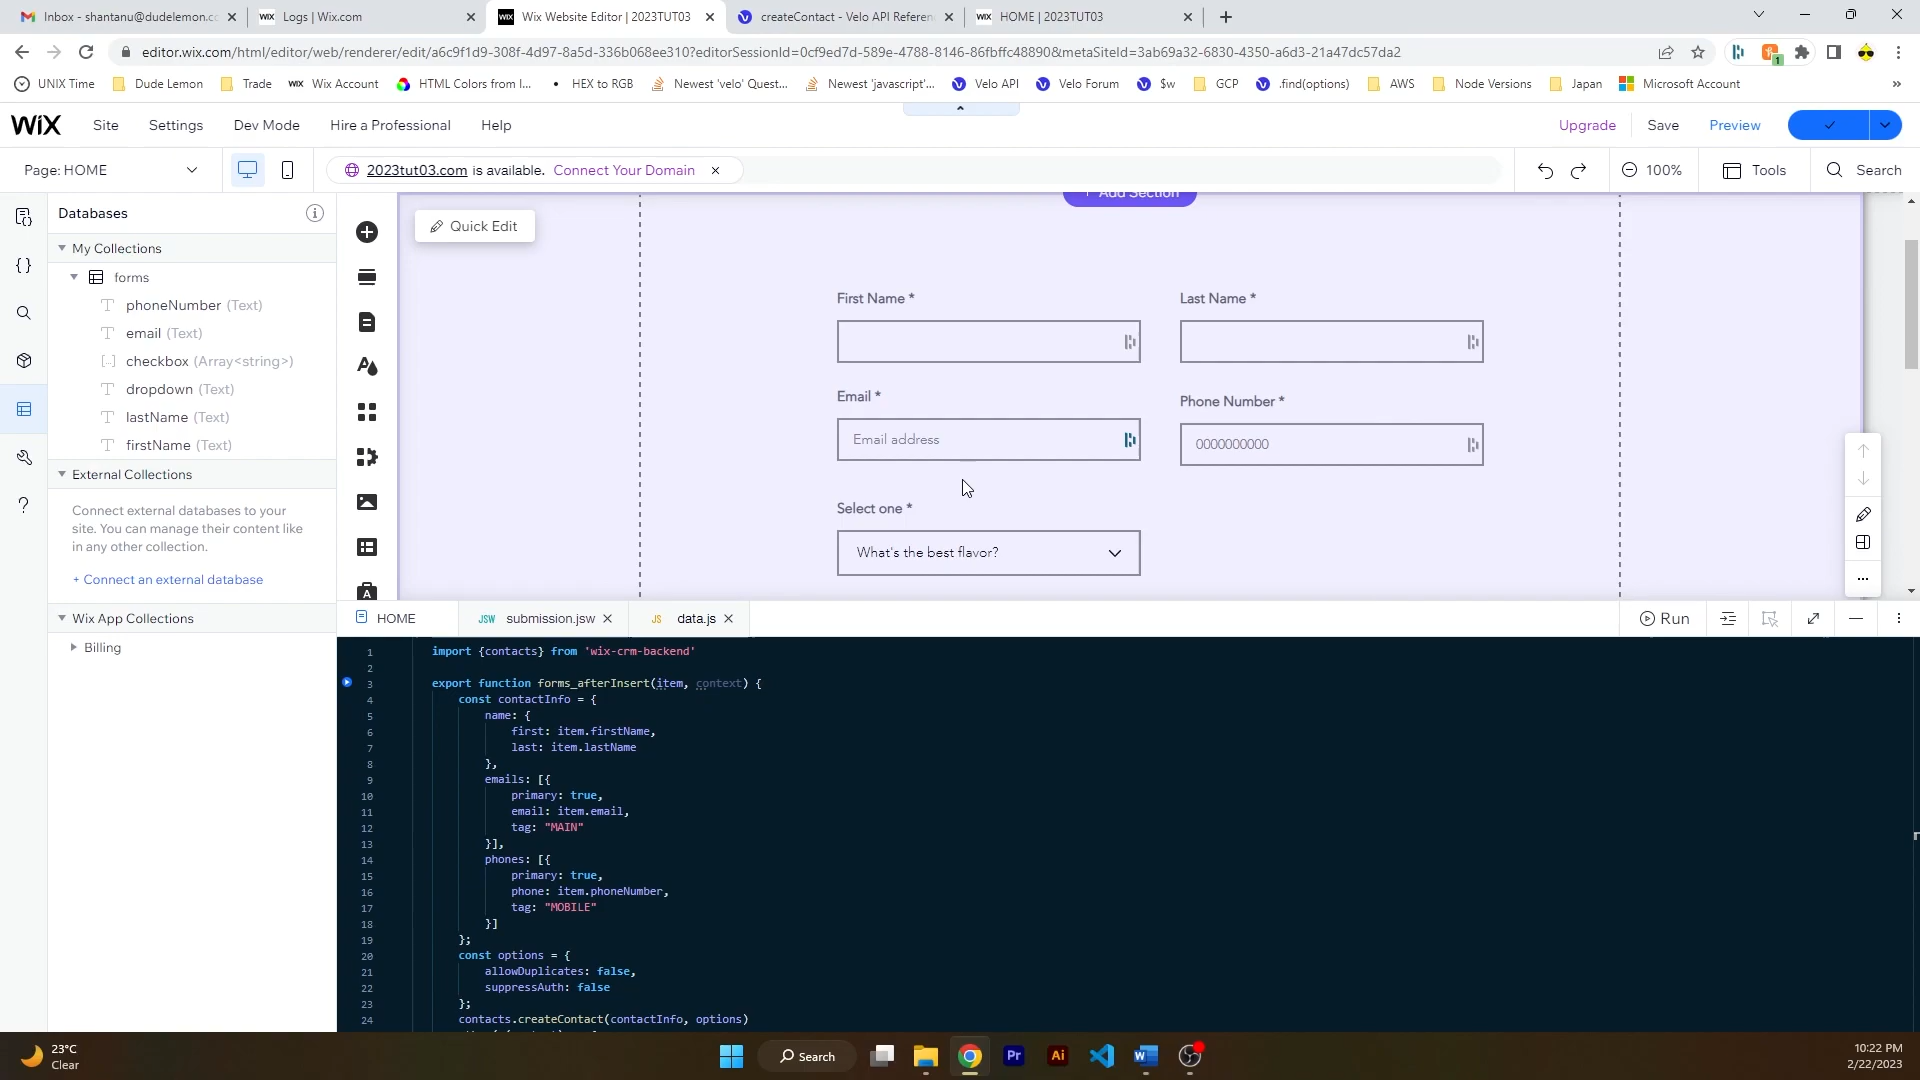 Inbox - shantanu@dudelemon.cc
Logs | Wix.com
Wix Website Editor | 2023TUT03
createContact - Velo API Referen
HOME | 2023TUT03
editor.wix.com/html/editor/web/renderer/edit/a6c9f1d9-308f-4d97-8a5d-336b068ee310?editorSessionId=0cf9ed7d-589e-4788-8146-86fbffc48890&metaSiteId=3ab69a32-6830-4350-a6d3-21a47dc57da2
UNIX Time
Dude Lemon
Trade
Wix Account
HTML Colors from I...
HEX to RGB
Newest 'velo' Quest...
Newest 'javascript'...
Velo API
Velo Forum
$w
GCP
.find(options)
AWS
Node Versions
Japan
Microsoft Account
WIX
Site
Settings
Dev Mode
Hire a Professional
Help
Upgrade
Save
Preview
Page: HOME
2023tut03.com is available. Connect Your Domain
100%
Tools
Search
Databases
My Collections
forms
phoneNumber (Text)
email (Text)
checkbox (Array<string>)
dropdown (Text)
lastName (Text)
firstName (Text)
External Collections
Connect external databases to your
site. You can manage their content like
in any other collection.
+ Connect an external database
Wix App Collections
Billing
+ Add Section
Quick Edit
First Name *
Last Name *
Email *
Phone Number *
Email address
0000000000
Select one *
What's the best flavor?
HOME
JSW submission.jsw
JS data.js
Run
1 import {contacts} from 'wix-crm-backend'
2
3 export function forms_afterInsert(item, context) {
4 const contactInfo = {
5 name: {
6 first: item.firstName,
7 last: item.lastName
8 },
9 emails: [{
10 primary: true,
11 email: item.email,
12 tag: "MAIN"
13 }],
14 phones: [{
15 primary: true,
16 phone: item.phoneNumber,
17 tag: "MOBILE"
18 }]
19 };
20 const options = {
21 allowDuplicates: false,
22 suppressAuth: false
23 };
24 contacts.createContact(contactInfo, options)
23°C
Clear
Search
10:22 PM
2/22/2023